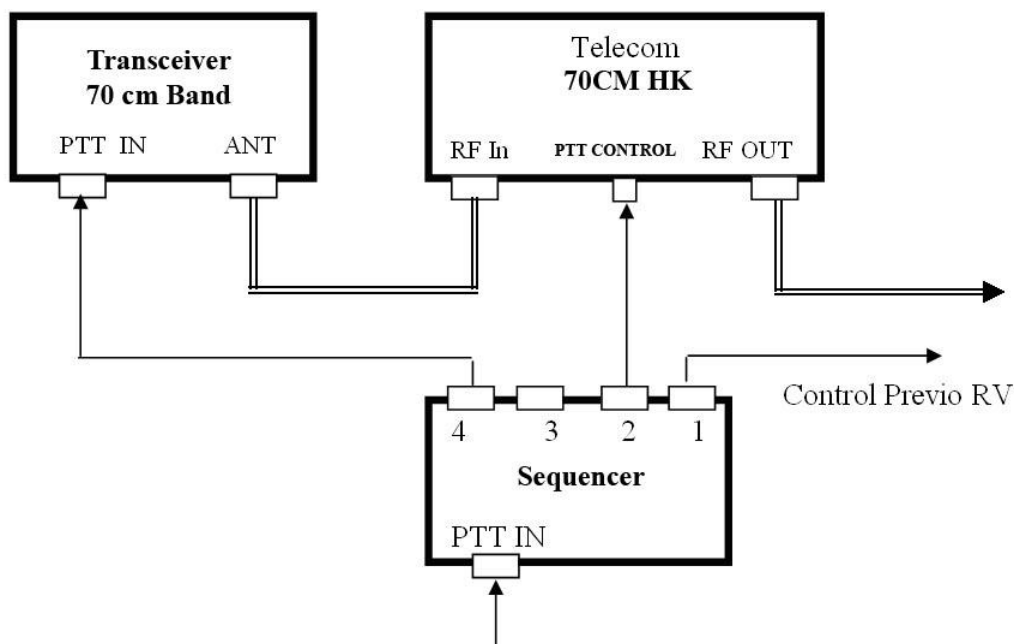 Transceiver
70 cm Band
PTT IN
ANT
Telecom
70CM HK
RF In
PTT CONTROL
RF OUT
Control Previo RV
4
3
2
1
Sequencer
PTT IN